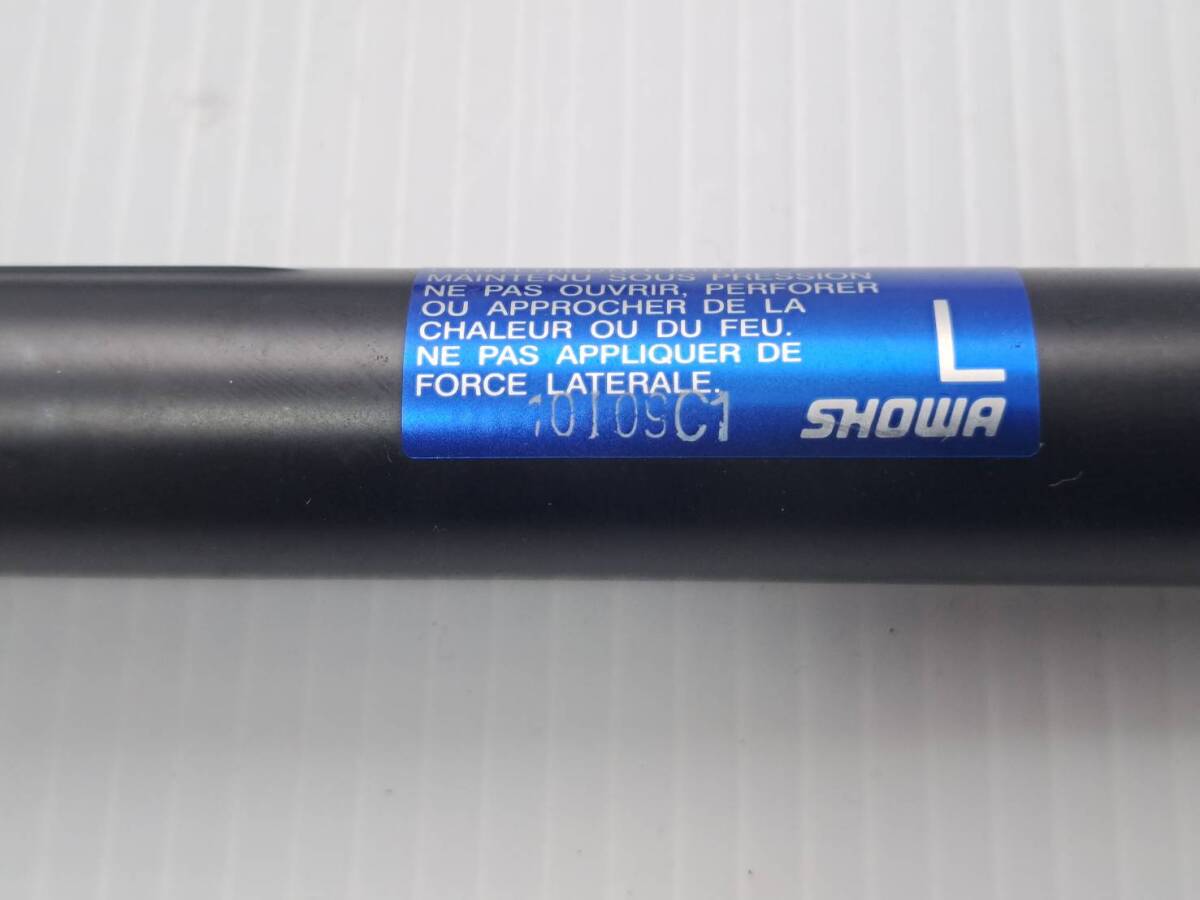 MAINTENU SOUS PRESSION
NE PAS OUVRIR, PERFORER
OU APPROCHER DE LA
CHALEUR OU DU FEU.
NE PAS APPLIQUER DE
FORCE LATERALE.
L
SHOWA